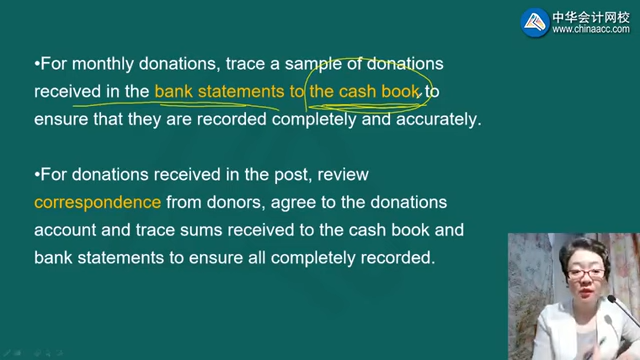 中华会计网校
www.chinaacc.com
•For monthly donations, trace a sample of donations
received in the bank statements to the cash book to
ensure that they are recorded completely and accurately.
•For donations received in the post, review
correspondence from donors, agree to the donations
account and trace sums received to the cash book and
bank statements to ensure all completely recorded.